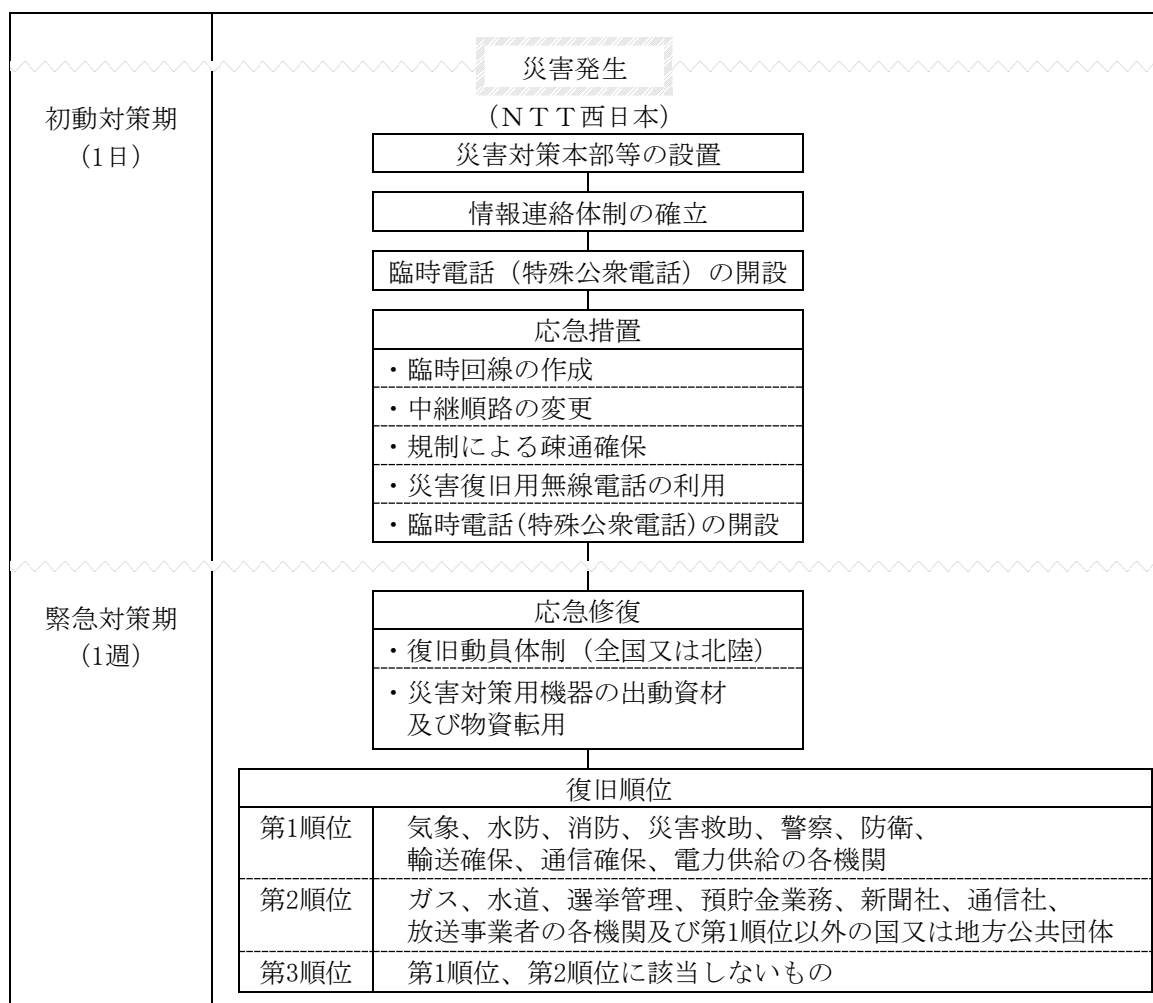 災害発生
初動対策期
(1日)
（ＮＴＴ西日本）
災害対策本部等の設置
情報連絡体制の確立
臨時電話（特殊公衆電話）の開設
応急措置
・臨時回線の作成
・中継順路の変更
・規制による疎通確保
・災害復旧用無線電話の利用
・臨時電話(特殊公衆電話)の開設
緊急対策期
(1週)
応急修復
・復旧動員体制（全国又は北陸）
・災害対策用機器の出動資材
及び物資転用
復旧順位
第1順位 気象、水防、消防、災害救助、警察、防衛、
輸送確保、通信確保、電力供給の各機関
第2順位 ガス、水道、選挙管理、預貯金業務、新聞社、通信社、
放送事業者の各機関及び第1順位以外の国又は地方公共団体
第3順位 第1順位、第2順位に該当しないもの